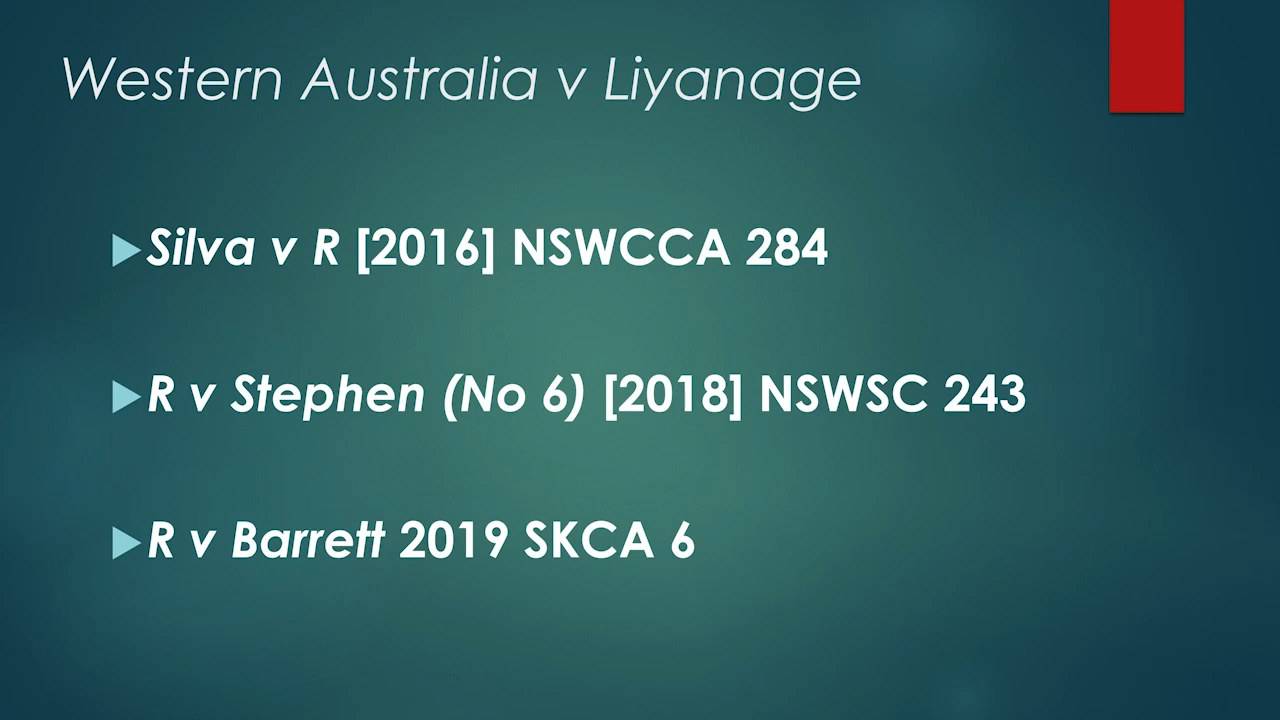 Western Australia v Liyanage
Silva v R [2016] NSWCCA 284
R v Stephen (No 6) [2018] NSWSC 243
R v Barrett 2019 SKCA 6